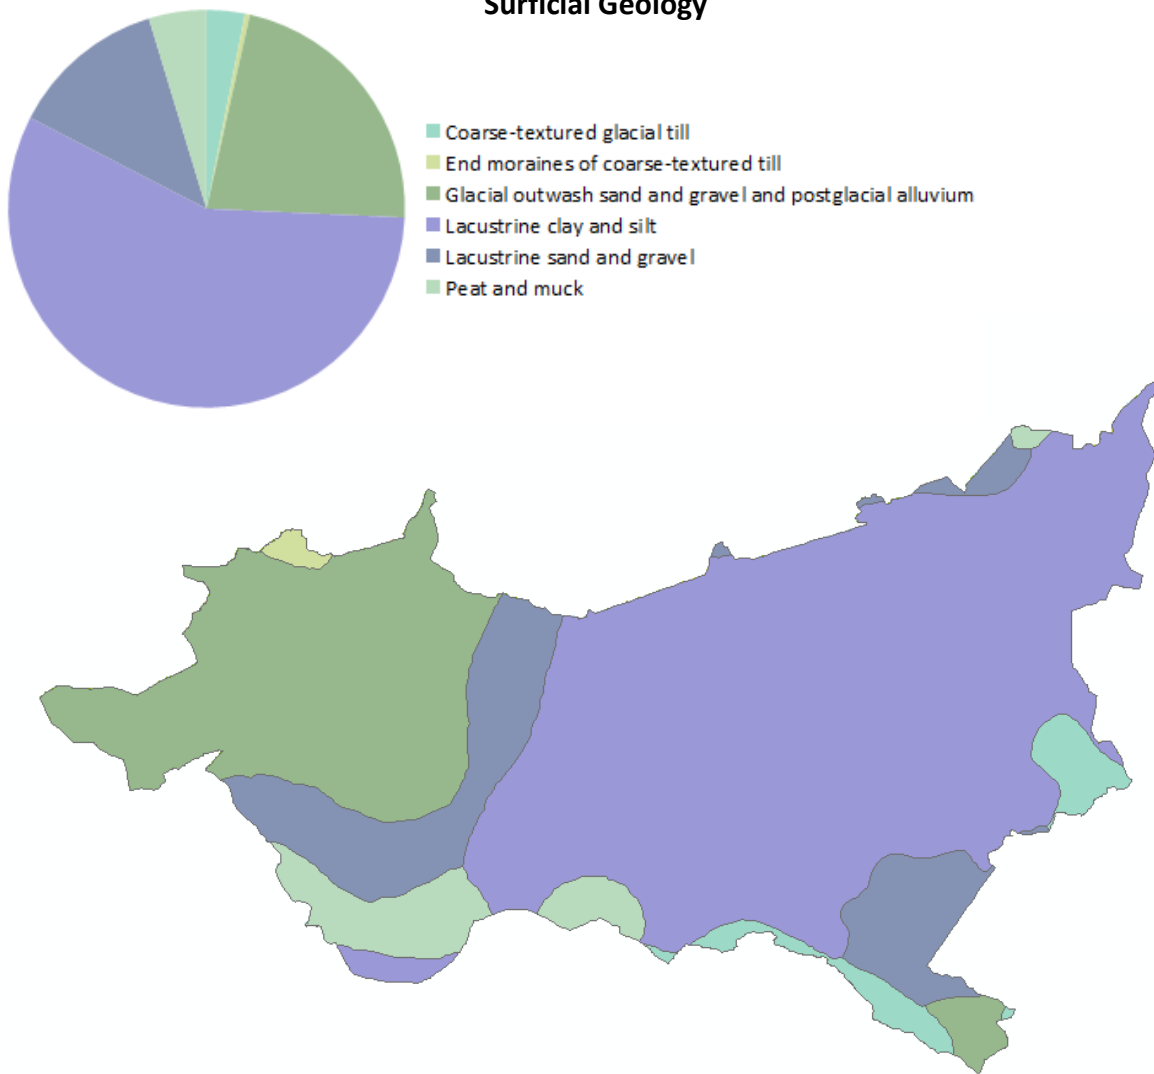 Surficial Geology
Coarse-textured glacial till
End moraines of coarse-textured till
Glacial outwash sand and gravel and postglacial alluvium
Lacustrine clay and silt
Lacustrine sand and gravel
Peat and muck